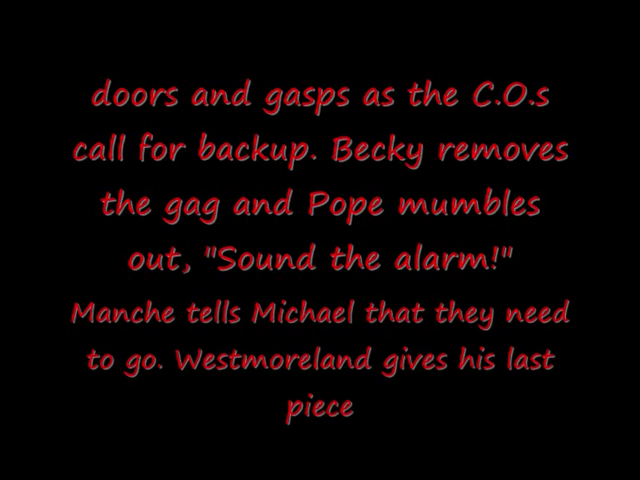 doors and gasps as the C.O.s
call for backup. Becky removes
the gag and Pope mumbles
out, "Sound the alarm!"
Manche tells Michael that they need
to go. Westmoreland gives his last
piece